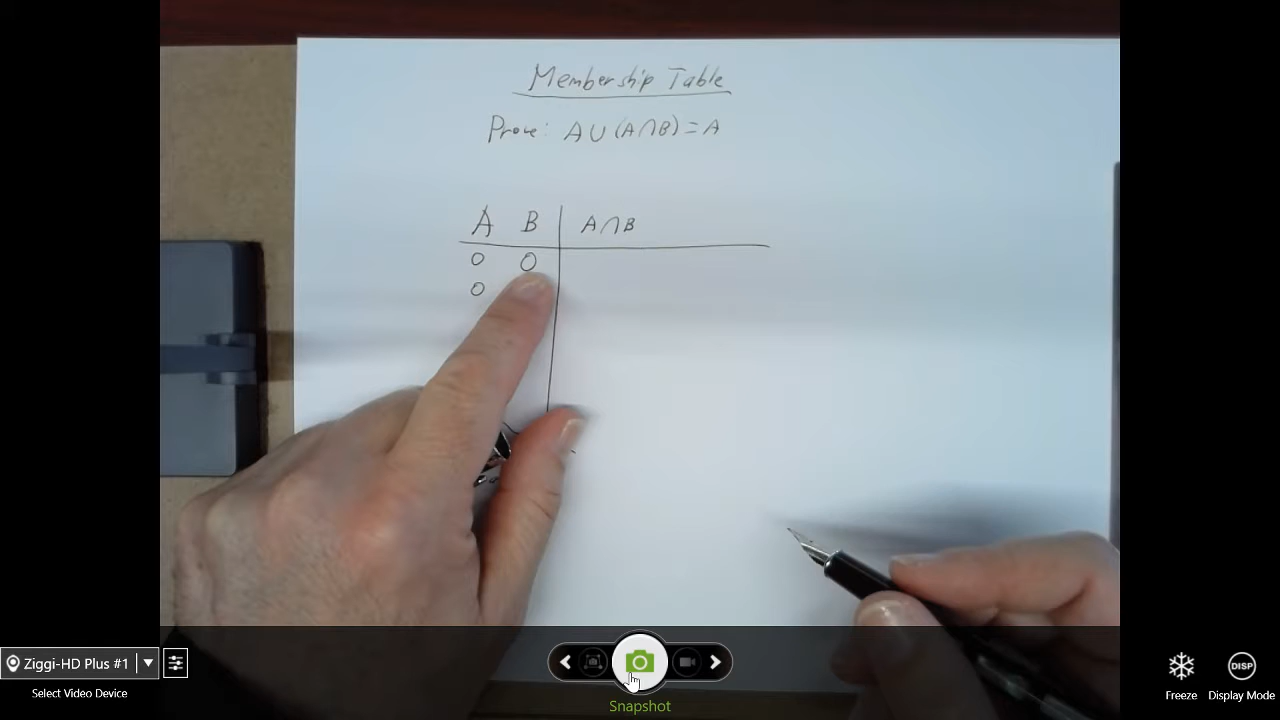 Membership Table
Prove: A∪(A∩B)=A
A B A∩B
0 0
0
Ziggi-HD Plus #1
Select Video Device
Snapshot
Freeze
DISP
Display Mode